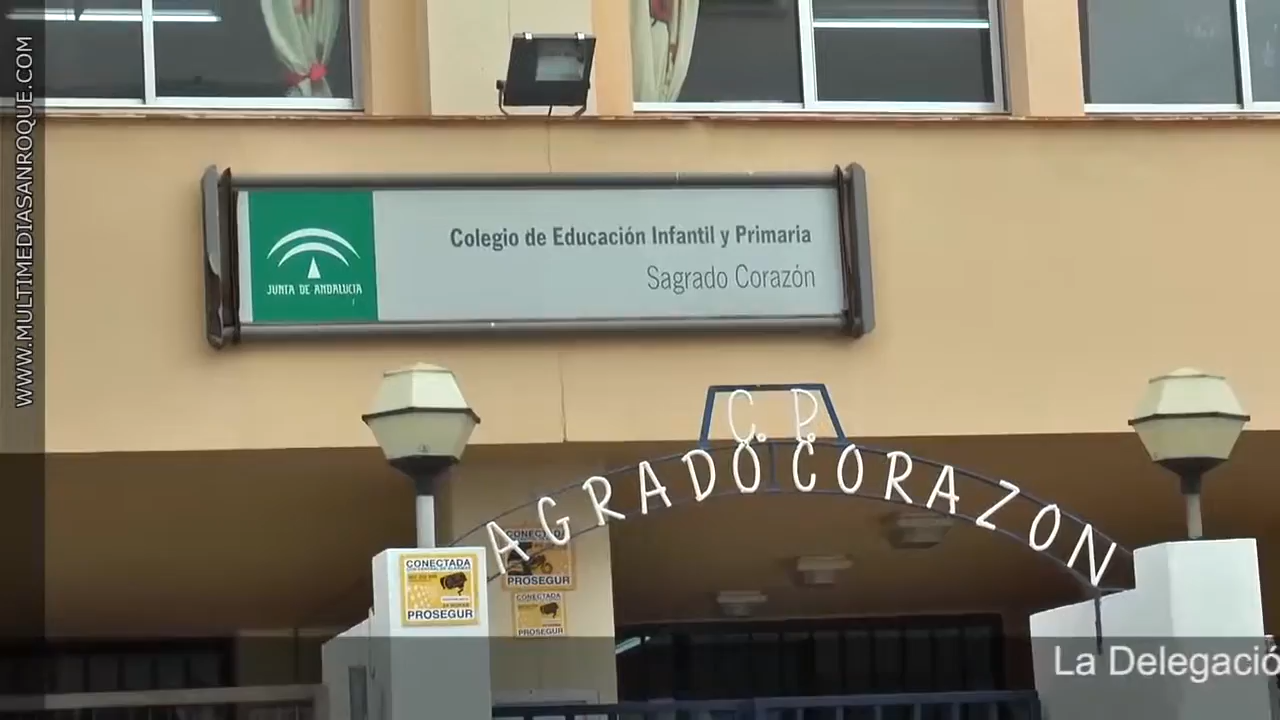 WWW.MULTIMEDIASANROQUE.COM
Colegio de Educación Infantil y Primaria
Sagrado Corazón
JUNTA DE ANDALUCIA
C. P.
AGRADO CORAZON
CONECTADA
PROSEGUR
CONECTADA
PROSEGUR
CONECTADA
PROSEGUR
La Delegació